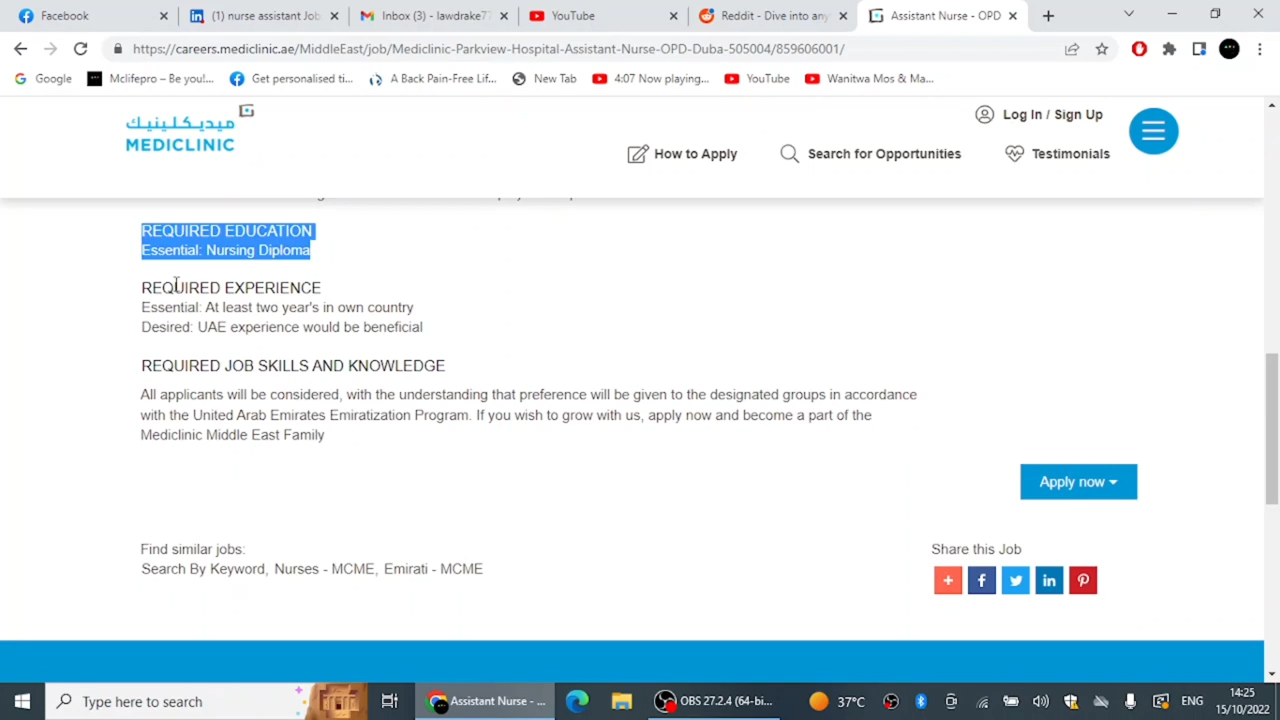 Facebook
(1) nurse assistant Job
Inbox (3) - lawdrake77
YouTube
Reddit - Dive into any
Assistant Nurse - OPD
https://careers.mediclinic.ae/MiddleEast/job/Mediclinic-Parkview-Hospital-Assistant-Nurse-OPD-Duba-505004/859606001/
Google
Mclifepro – Be you!...
Get personalised ti...
A Back Pain-Free Lif...
New Tab
4:07 Now playing...
YouTube
Wanitwa Mos & Ma...
ميديكلينيك
MEDICLINIC
Log In / Sign Up
How to Apply
Search for Opportunities
Testimonials
REQUIRED EDUCATION
Essential: Nursing Diploma
REQUIRED EXPERIENCE
Essential: At least two year's in own country
Desired: UAE experience would be beneficial
REQUIRED JOB SKILLS AND KNOWLEDGE
All applicants will be considered, with the understanding that preference will be given to the designated groups in accordance
with the United Arab Emirates Emiratization Program. If you wish to grow with us, apply now and become a part of the
Mediclinic Middle East Family
Apply now
Find similar jobs:
Search By Keyword, Nurses - MCME, Emirati - MCME
Share this Job
Type here to search
Assistant Nurse - ...
OBS 27.2.4 (64-bi...
37°C
ENG
14:25
15/10/2022